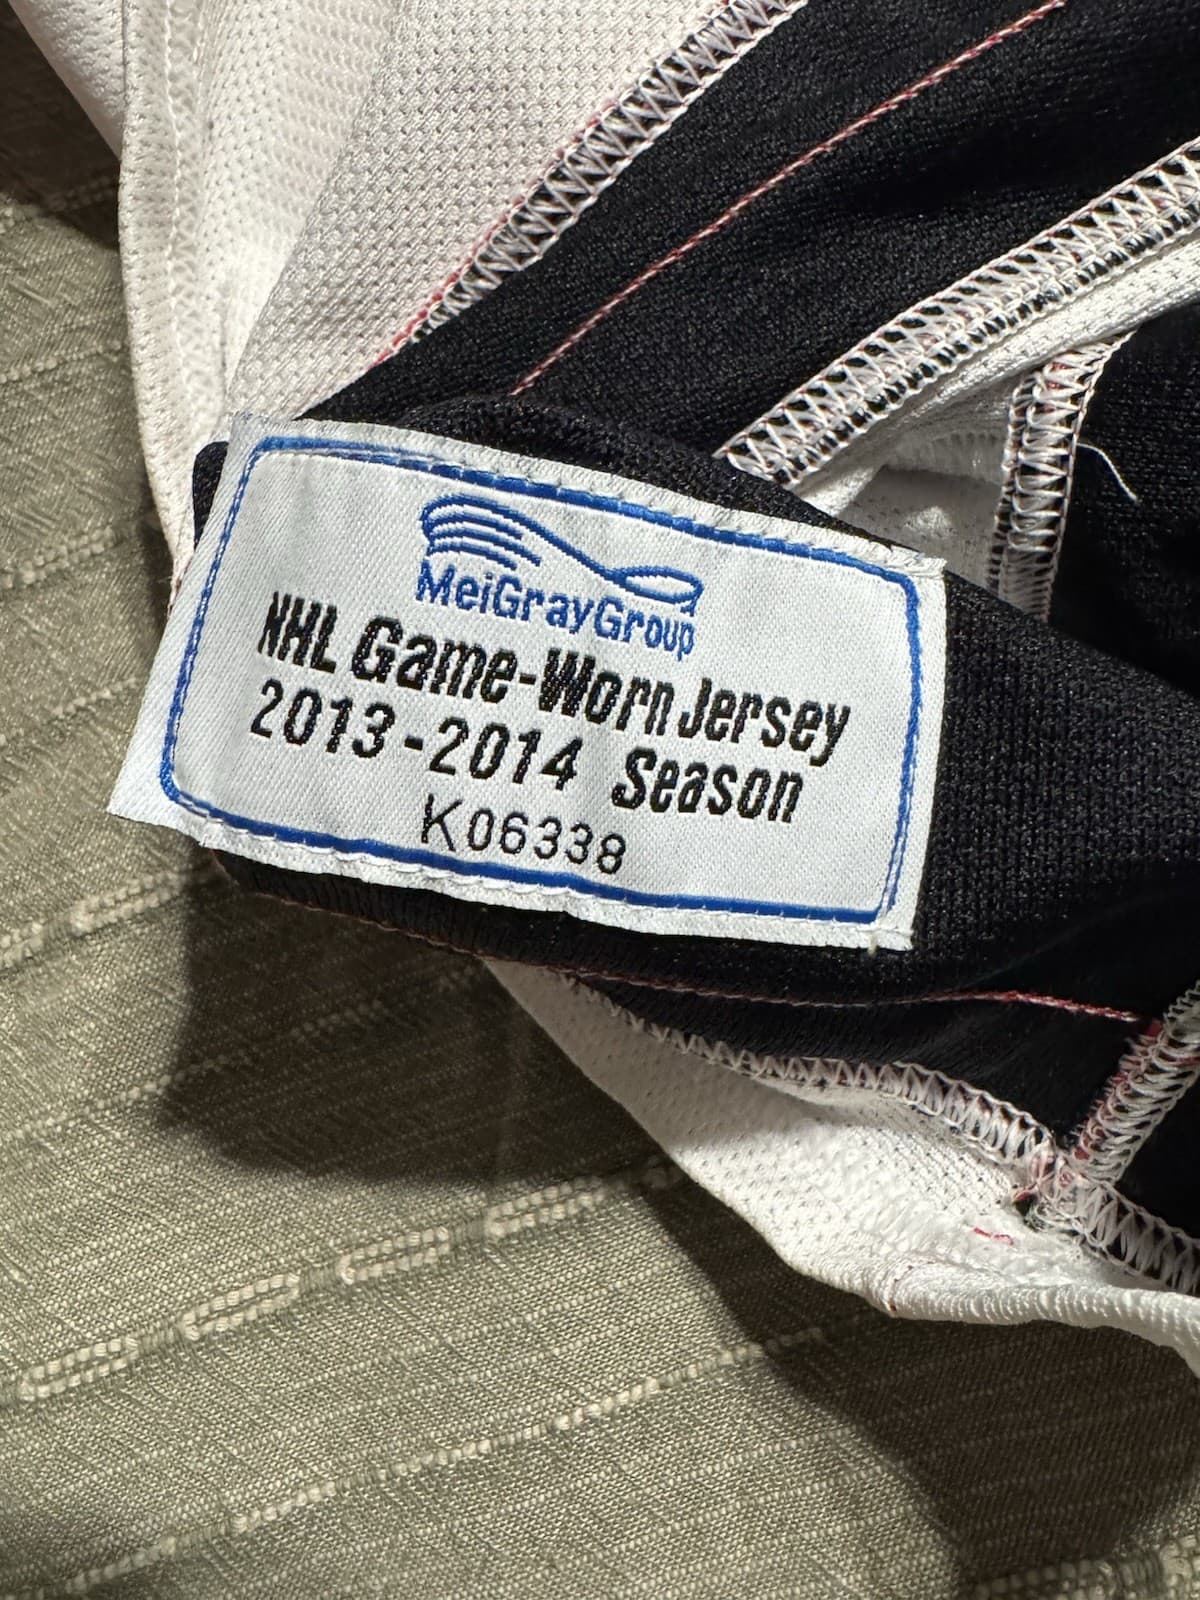 MeiGrayGroup
NHL Game-Worn Jersey
2013-2014 Season
K06338